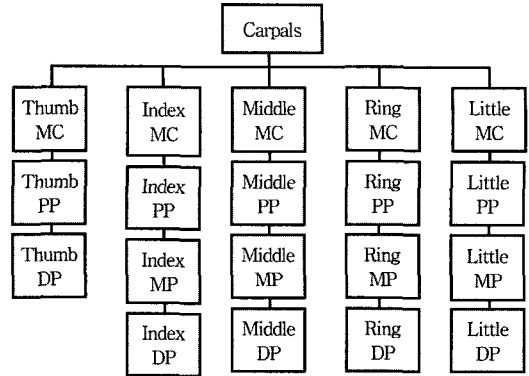 Carpals
Thumb
MC
Index
MC
Middle
MC
Ring
MC
Little
MC
Thumb
PP
Index
PP
Middle
PP
Ring
PP
Little
PP
Thumb
DP
Index
MP
Middle
MP
Ring
MP
Little
MP
Index
DP
Middle
DP
Ring
DP
Little
DP